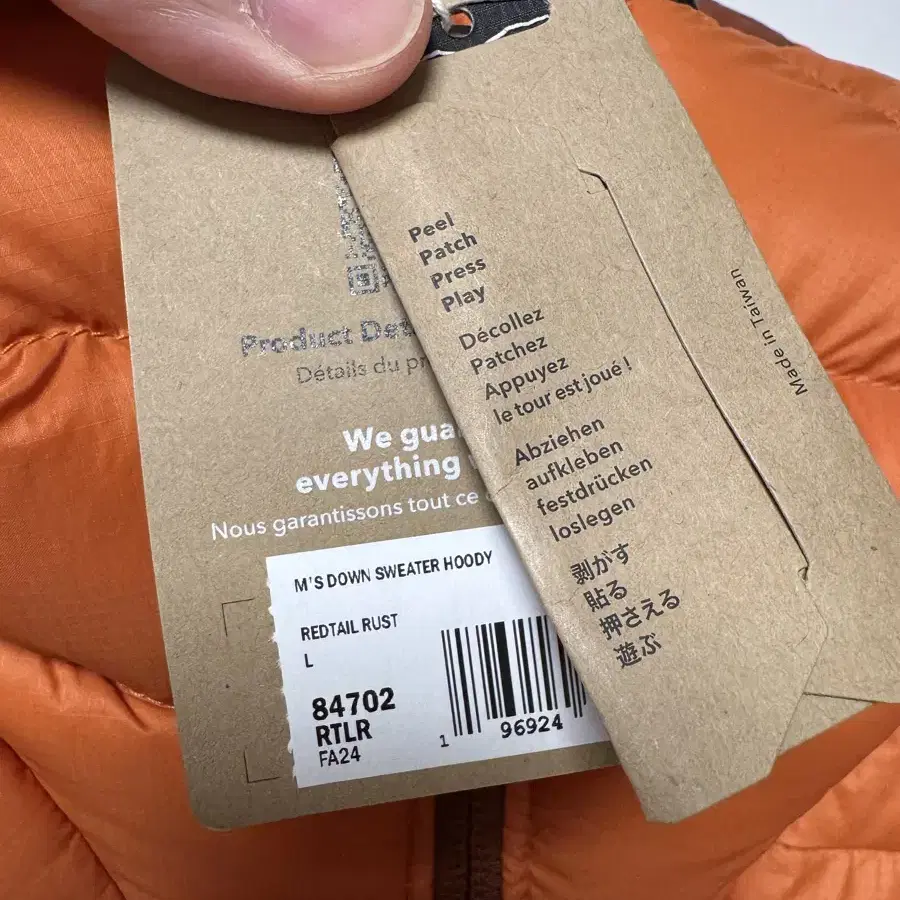 Product Det
Détails du pr
We gua
everything
Nous garantissons tout ce
M'S DOWN SWEATER HOODY
REDTAIL RUST
L
84702
RTLR
FA24
1 96924
Peel
Patch
Press
Play
Décollez
Patchez
Appuyez
le tour est joué !
Abziehen
aufkleben
festdrücken
loslegen
剥がす
貼る
押さえる
遊ぶ
Made in Taiwan